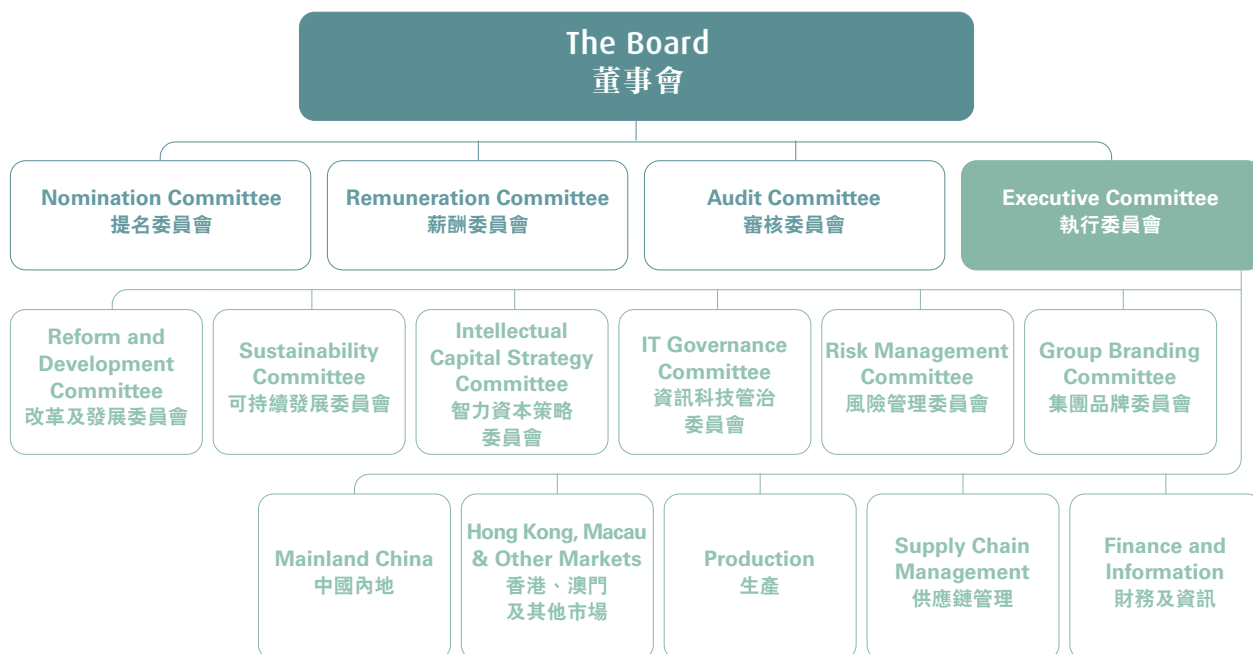 The Board
董事會
Nomination Committee
提名委員會
Remuneration Committee
薪酬委員會
Audit Committee
審核委員會
Executive Committee
執行委員會
Reform and
Development
Committee
改革及發展委員會
Sustainability
Committee
可持續發展委員會
Intellectual
Capital Strategy
Committee
智力資本策略
委員會
IT Governance
Committee
資訊科技管治
委員會
Risk Management
Committee
風險管理委員會
Group Branding
Committee
集團品牌委員會
Mainland China
中國內地
Hong Kong, Macau
& Other Markets
香港、澳門
及其他市場
Production
生產
Supply Chain
Management
供應鏈管理
Finance and
Information
財務及資訊